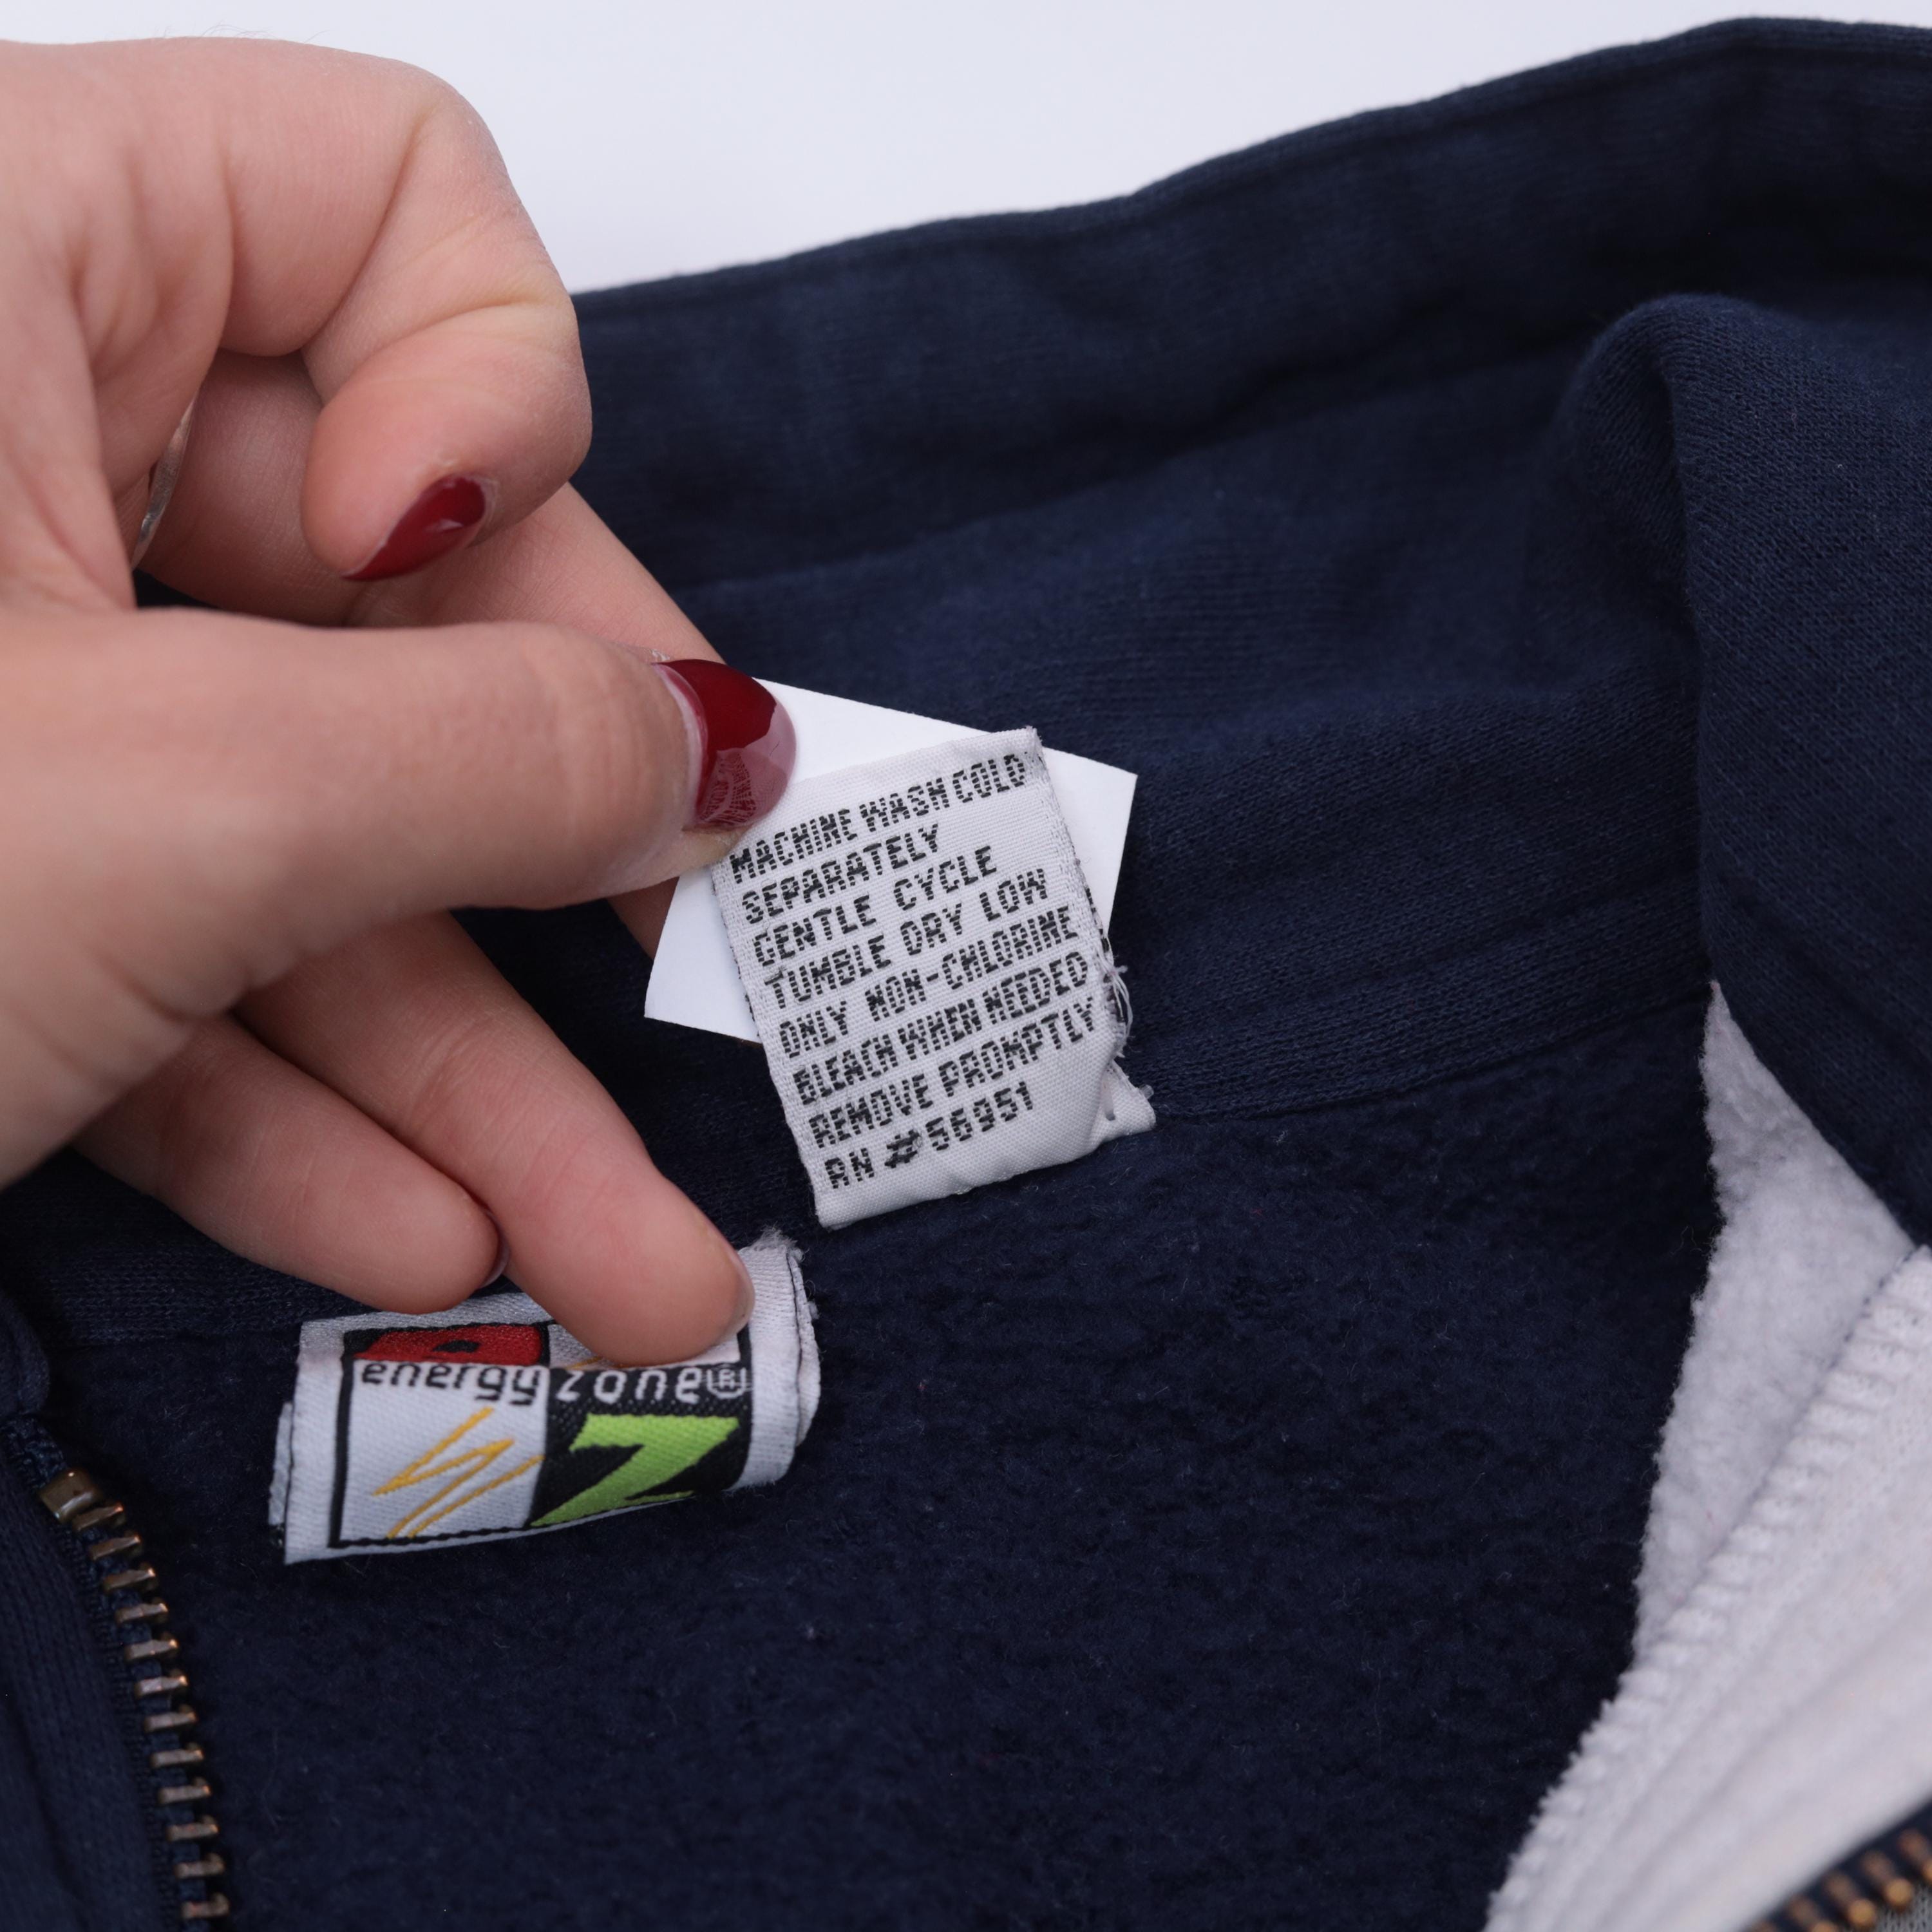 MACHINE WASH COLD
SEPARATELY
GENTLE CYCLE
TUMBLE DRY LOW
ONLY NON-CHLORINE
BLEACH WHEN NEEDED
REMOVE PROMPTLY
RN #56951
energy zone®
Z